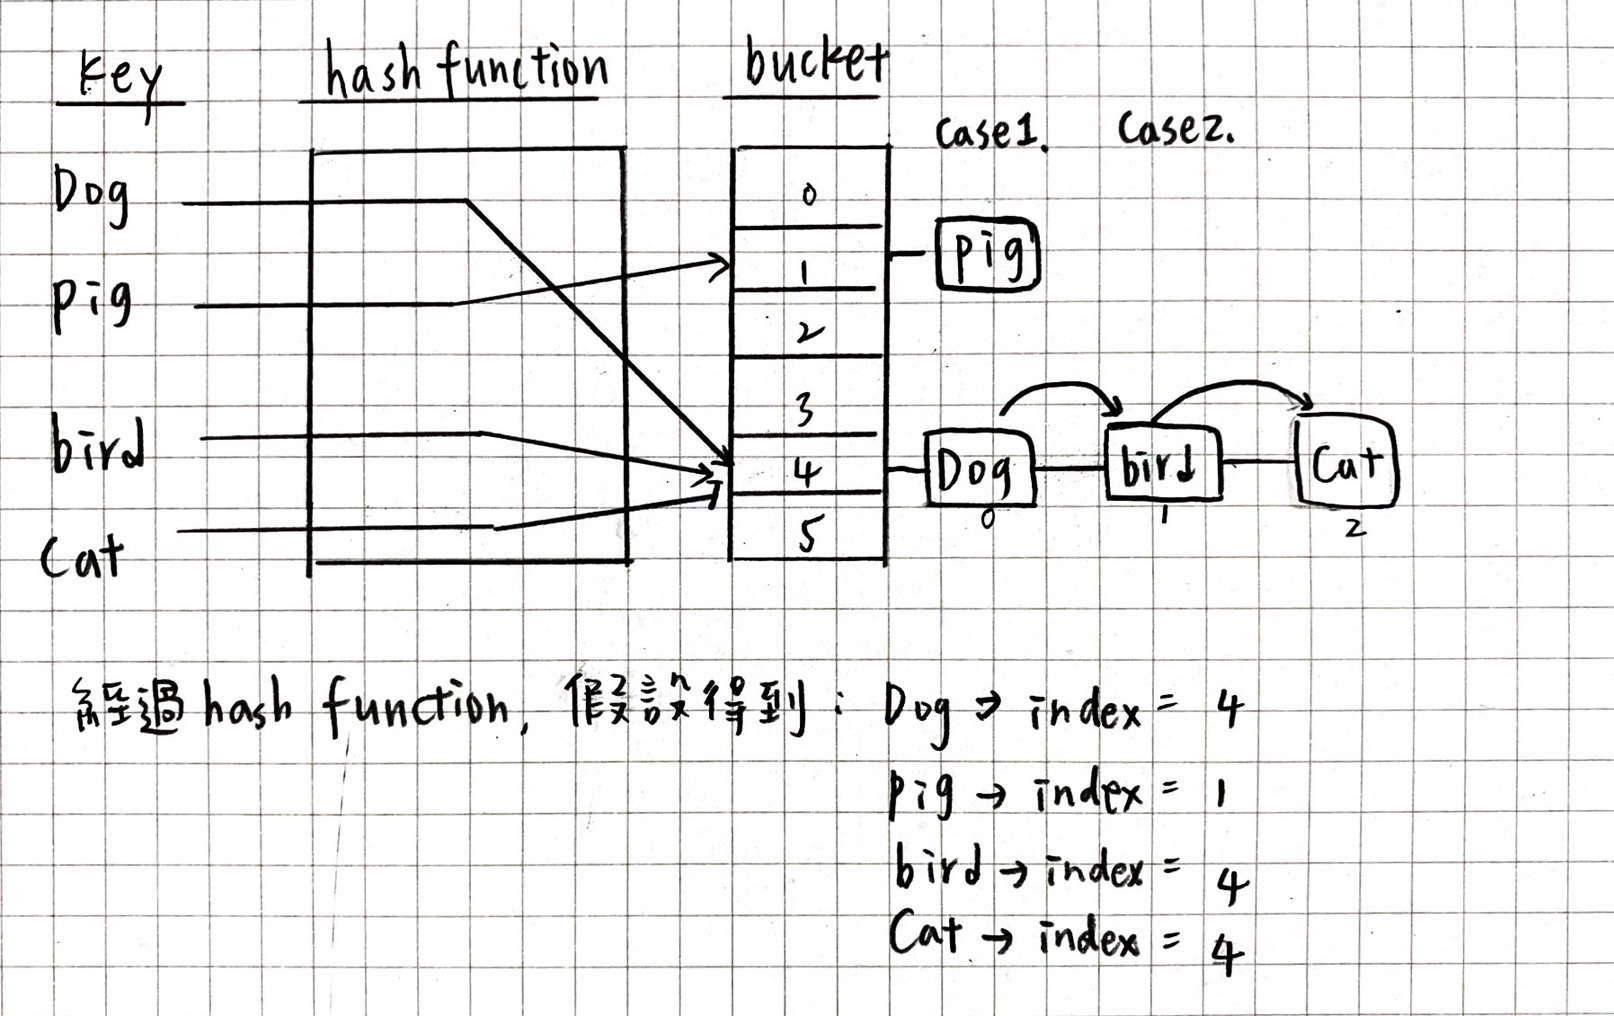 key hash function bucket
case1. Case2.
Dog
0
pig
1
pig
2
3
bird
4
Dog
bird
Cat
0
1
2
5
Cat
經過 hash function, 假設得到: Dog → index = 4
pig → index = 1
bird → index = 4
Cat → index = 4